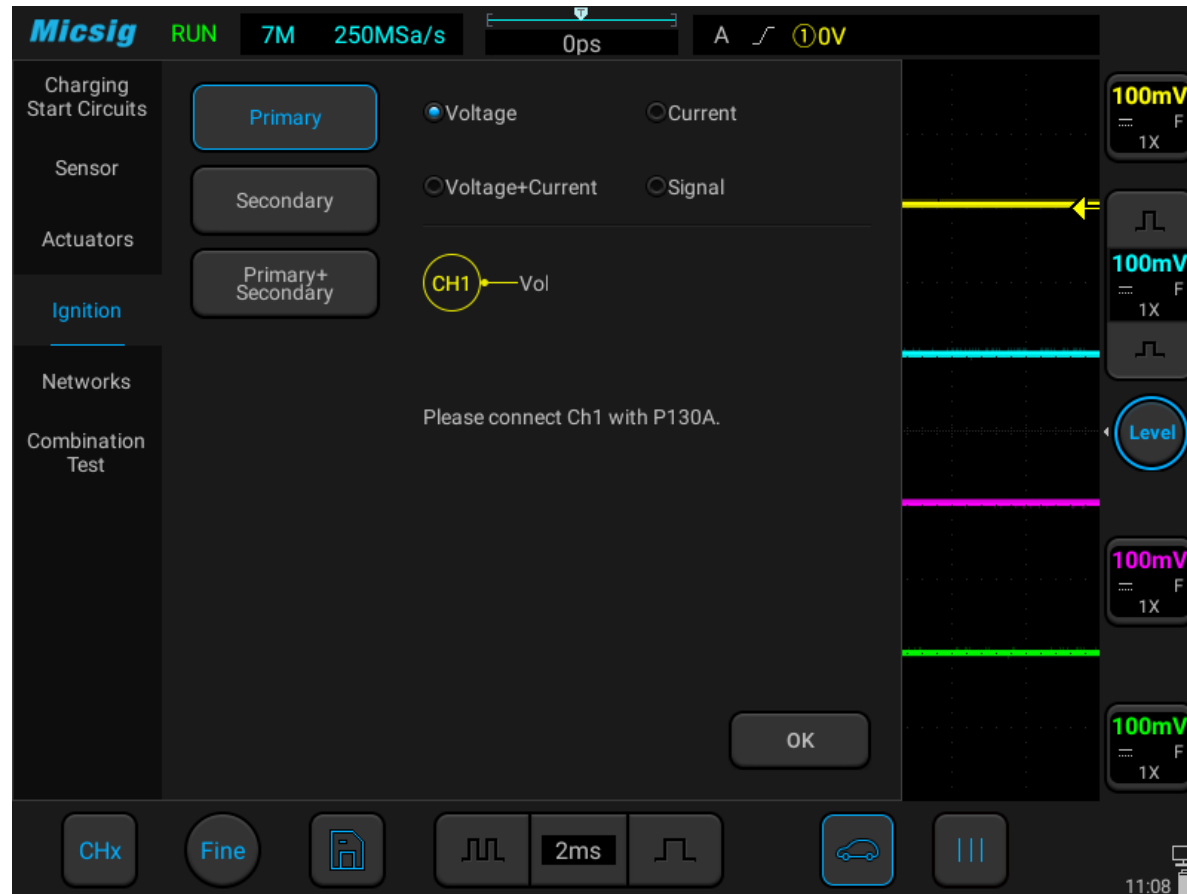 Micsig RUN 7M 250MSa/s T 0ps A ①0V
Charging
Start Circuits
Sensor
Actuators
Ignition
Networks
Combination
Test
Primary
Secondary
Primary+
Secondary
Voltage Current
Voltage+Current Signal
CH1 Vol
Please connect Ch1 with P130A.
OK
100mV
F
1X
100mV
F
1X
Level
100mV
F
1X
100mV
F
1X
CHx Fine 2ms
11:08